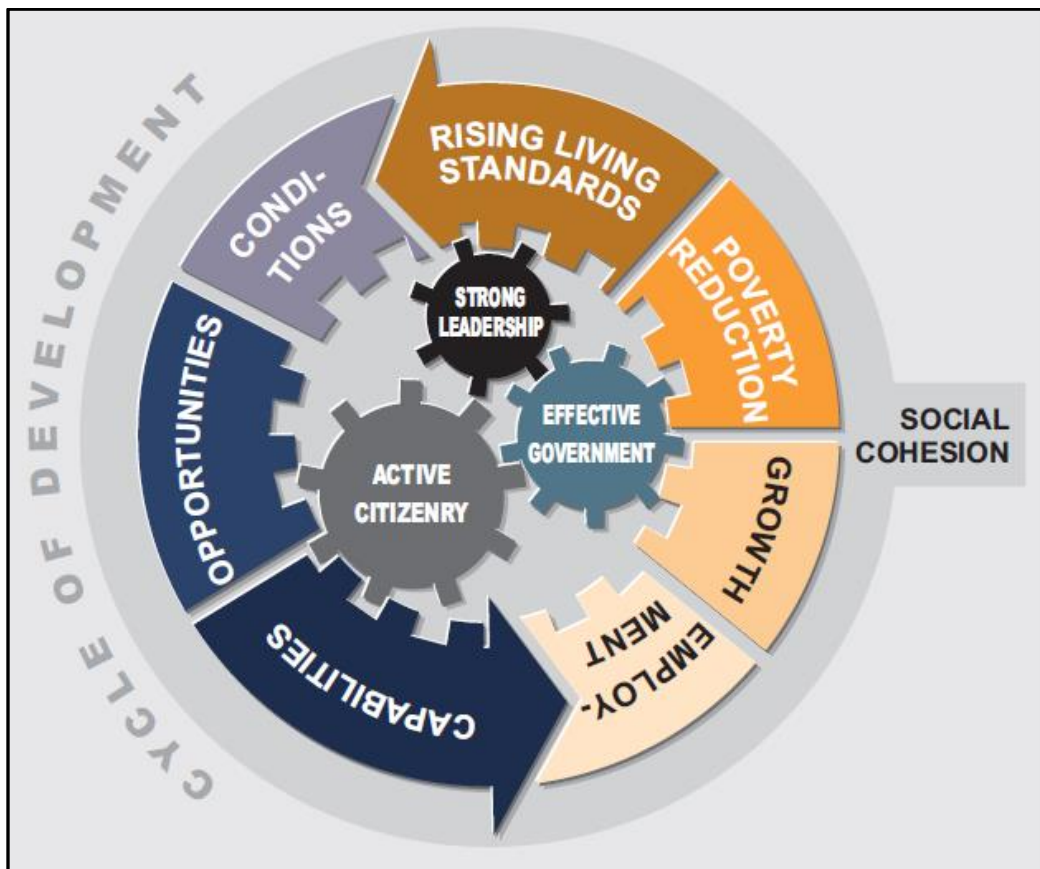 CYCLE OF DEVELOPMENT
RISING LIVING
STANDARDS
POVERTY
REDUCTION
GROWTH
EMPLOY-
MENT
CAPABILITIES
OPPORTUNITIES
CONDI-
TIONS
STRONG
LEADERSHIP
EFFECTIVE
GOVERNMENT
ACTIVE
CITIZENRY
SOCIAL
COHESION